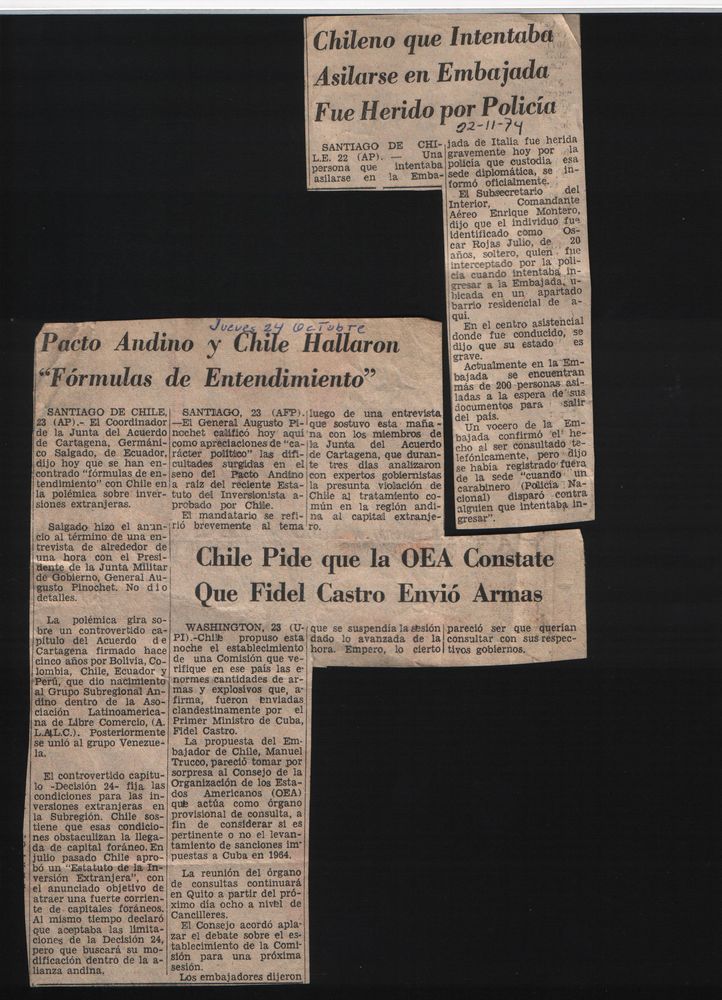 Chileno que Intentaba
Asilarse en Embajada
Fue Herido por Policía
22-11-74
SANTIAGO DE CHI-
LE. 22 (AP). — Una
persona que intentaba
asilarse en la Emba-
jada de Italia fue herida
gravemente hoy por la
policía que custodia esa
sede diplomática, se in-
formó oficialmente.
El Subsecretario del
Interior, Comandante
Aéreo Enrique Montero,
dijo que el individuo fue
identificado como Os-
car Rojas Julio, de 20
años, soltero, quien fue
interceptado por la poli-
cía cuando intentaba in-
gresar a la Embajada, u-
bicada en un apartado
barrio residencial de a-
quí.
En el centro asistencial
donde fue conducido, se
dijo que su estado es
grave.
Actualmente en la Em-
bajada se encuentran
más de 200 personas asi-
ladas a la espera de sus
documentos para salir
del país.
Un vocero de la Em-
bajada confirmó el he-
cho al ser consultado te-
lefónicamente, pero dijo
se había registrado fuera
de la sede "cuando un
carabinero (Policía Na-
cional) disparó contra
alguien que intentaba in-
gresar".
Jueves 24 Octubre
Pacto Andino y Chile Hallaron
"Fórmulas de Entendimiento"
SANTIAGO DE CHILE,
23 (AP).- El Coordinador
de la Junta del Acuerdo
de Cartagena, Germáni-
co Salgado, de Ecuador,
dijo hoy que se han en-
contrado "fórmulas de en-
tendimiento" con Chile en
la polémica sobre inver-
siones extranjeras.
Salgado hizo el anun-
cio al término de una en-
trevista de alrededor de
una hora con el Presi-
dente de la Junta Militar
de Gobierno, General Au-
gusto Pinochet. No dio
detalles.
La polémica gira so-
bre un controvertido ca-
pítulo del Acuerdo de
Cartagena firmado hace
cinco años por Bolivia, Co-
lombia, Chile, Ecuador y
Perú, que dio nacimiento
al Grupo Subregional An-
dino dentro de la Aso-
ciación Latinoamerica-
na de Libre Comercio, (A.
L.A.L.C.). Posteriormente
se unió al grupo Venezue-
la.
El controvertido capítu-
lo -Decisión 24- fija las
condiciones para las in-
versiones extranjeras en
la Subregión. Chile sos-
tiene que esas condicio-
nes obstaculizan la llega-
da de capital foráneo. En
julio pasado Chile apro-
bó un "Estatuto de la In-
versión Extranjera", con
el anunciado objetivo de
atraer una fuerte corrien-
te de capitales foráneos.
Al mismo tiempo declaró
que aceptaba las limita-
ciones de la Decisión 24,
pero que buscará su mo-
dificación dentro de la a-
lianza andina.
SANTIAGO, 23 (AFP).
—El General Augusto Pi-
nochet calificó hoy aquí
como apreciaciones de "ca-
rácter político" las difi-
cultades surgidas en el
seno del Pacto Andino
a raíz del reciente Esta-
tuto del Inversionista a-
probado por Chile.
El mandatario se refi-
rió brevemente al tema
luego de una entrevista
que sostuvo esta maña-
na con los miembros de
la Junta del Acuerdo
de Cartagena, que duran-
te tres días analizaron
con expertos gobiernistas
la presunta violación de
Chile al tratamiento co-
mún en la región andi-
na al capital extranje-
ro.
Chile Pide que la OEA Constate
Que Fidel Castro Envió Armas
WASHINGTON, 23 (U-
PI).-Chile propuso esta
noche el establecimiento
de una Comisión que ve-
rifique en ese país las e-
normes cantidades de ar-
mas y explosivos que, a-
firma, fueron enviadas
clandestinamente por el
Primer Ministro de Cuba,
Fidel Castro.
La propuesta del Em-
bajador de Chile, Manuel
Trucco, pareció tomar por
sorpresa al Consejo de la
Organización de los Esta-
dos Americanos (OEA)
que actúa como órgano
provisional de consulta, a
fin de considerar si es
pertinente o no el levan-
tamiento de sanciones im-
puestas a Cuba en 1964.
La reunión del órgano
de consultas continuará
en Quito a partir del pró-
ximo día ocho a nivel de
Cancilleres.
El Consejo acordó apla-
zar el debate sobre el es-
tablecimiento de la Comi-
sión para una próxima
sesión.
Los embajadores dijeron
que se suspendía la sesión
dado lo avanzada de la
hora. Empero, lo cierto
pareció ser que querían
consultar con sus respec-
tivos gobiernos.